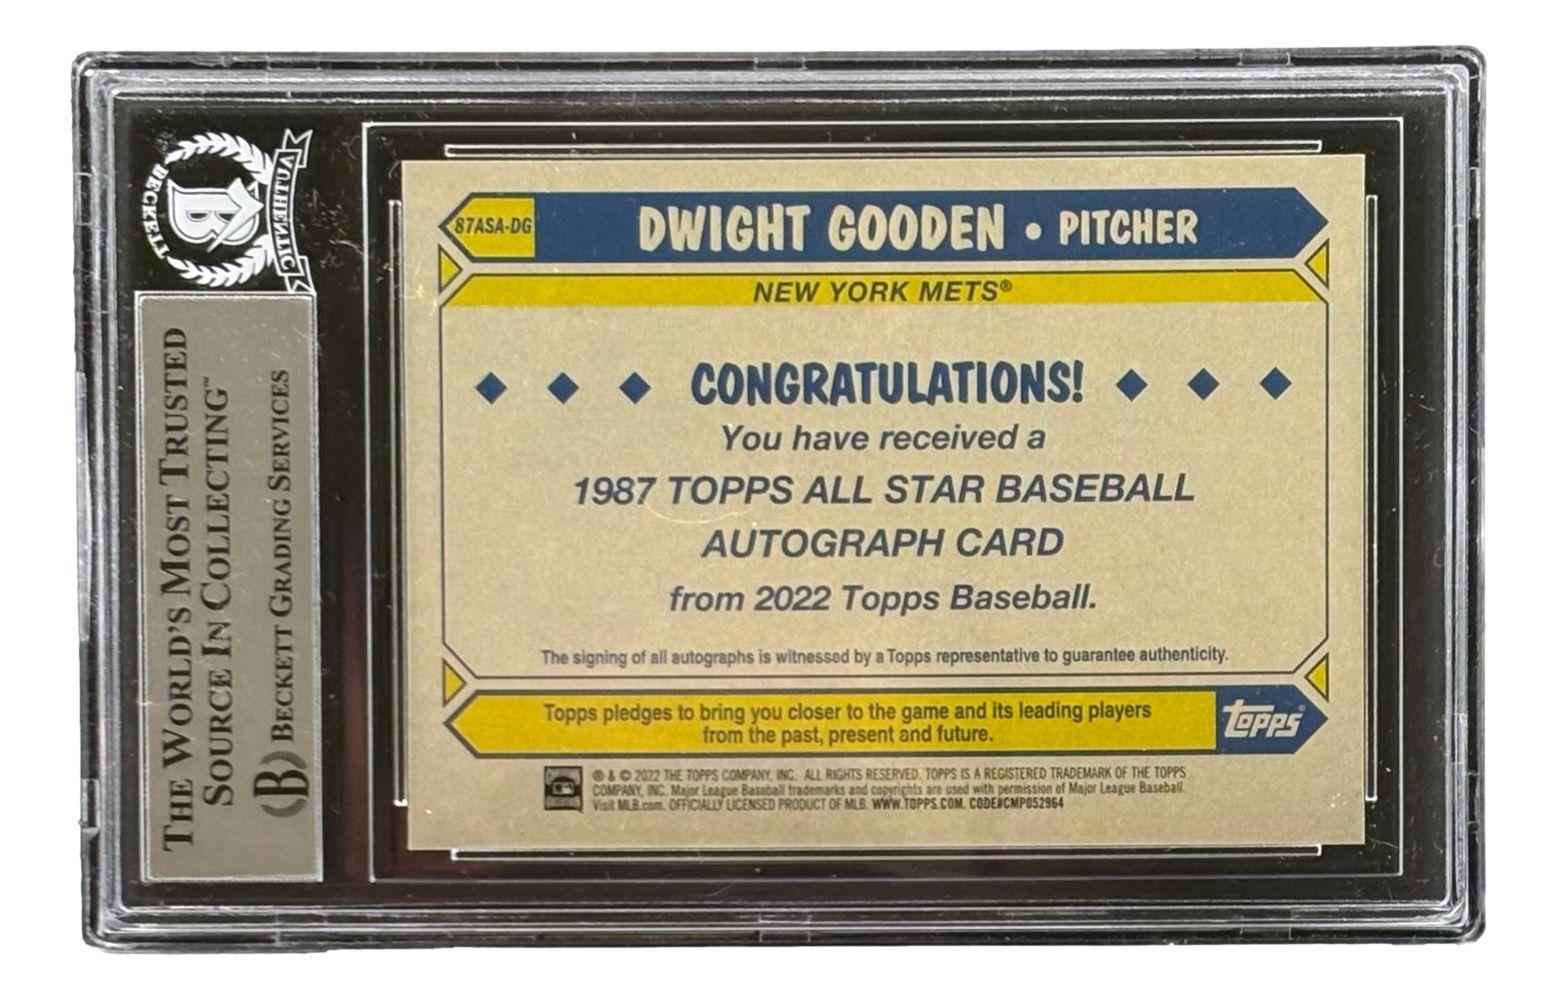 BECKETT
AUTHENTIC
B
THE WORLD'S MOST TRUSTED
SOURCE IN COLLECTING™
B BECKETT GRADING SERVICES
87ASA-DG
DWIGHT GOODEN • PITCHER
NEW YORK METS®
CONGRATULATIONS!
You have received a
1987 TOPPS ALL STAR BASEBALL
AUTOGRAPH CARD
from 2022 Topps Baseball.
The signing of all autographs is witnessed by a Topps representative to guarantee authenticity.
Topps pledges to bring you closer to the game and its leading players
from the past, present and future.
Topps
® & © 2022 THE TOPPS COMPANY, INC. ALL RIGHTS RESERVED. TOPPS IS A REGISTERED TRADEMARK OF THE TOPPS
COMPANY, INC. Major League Baseball trademarks and copyrights are used with permission of Major League Baseball.
Visit MLB.com. OFFICIALLY LICENSED PRODUCT OF MLB. WWW.TOPPS.COM. CODE#CMP052964